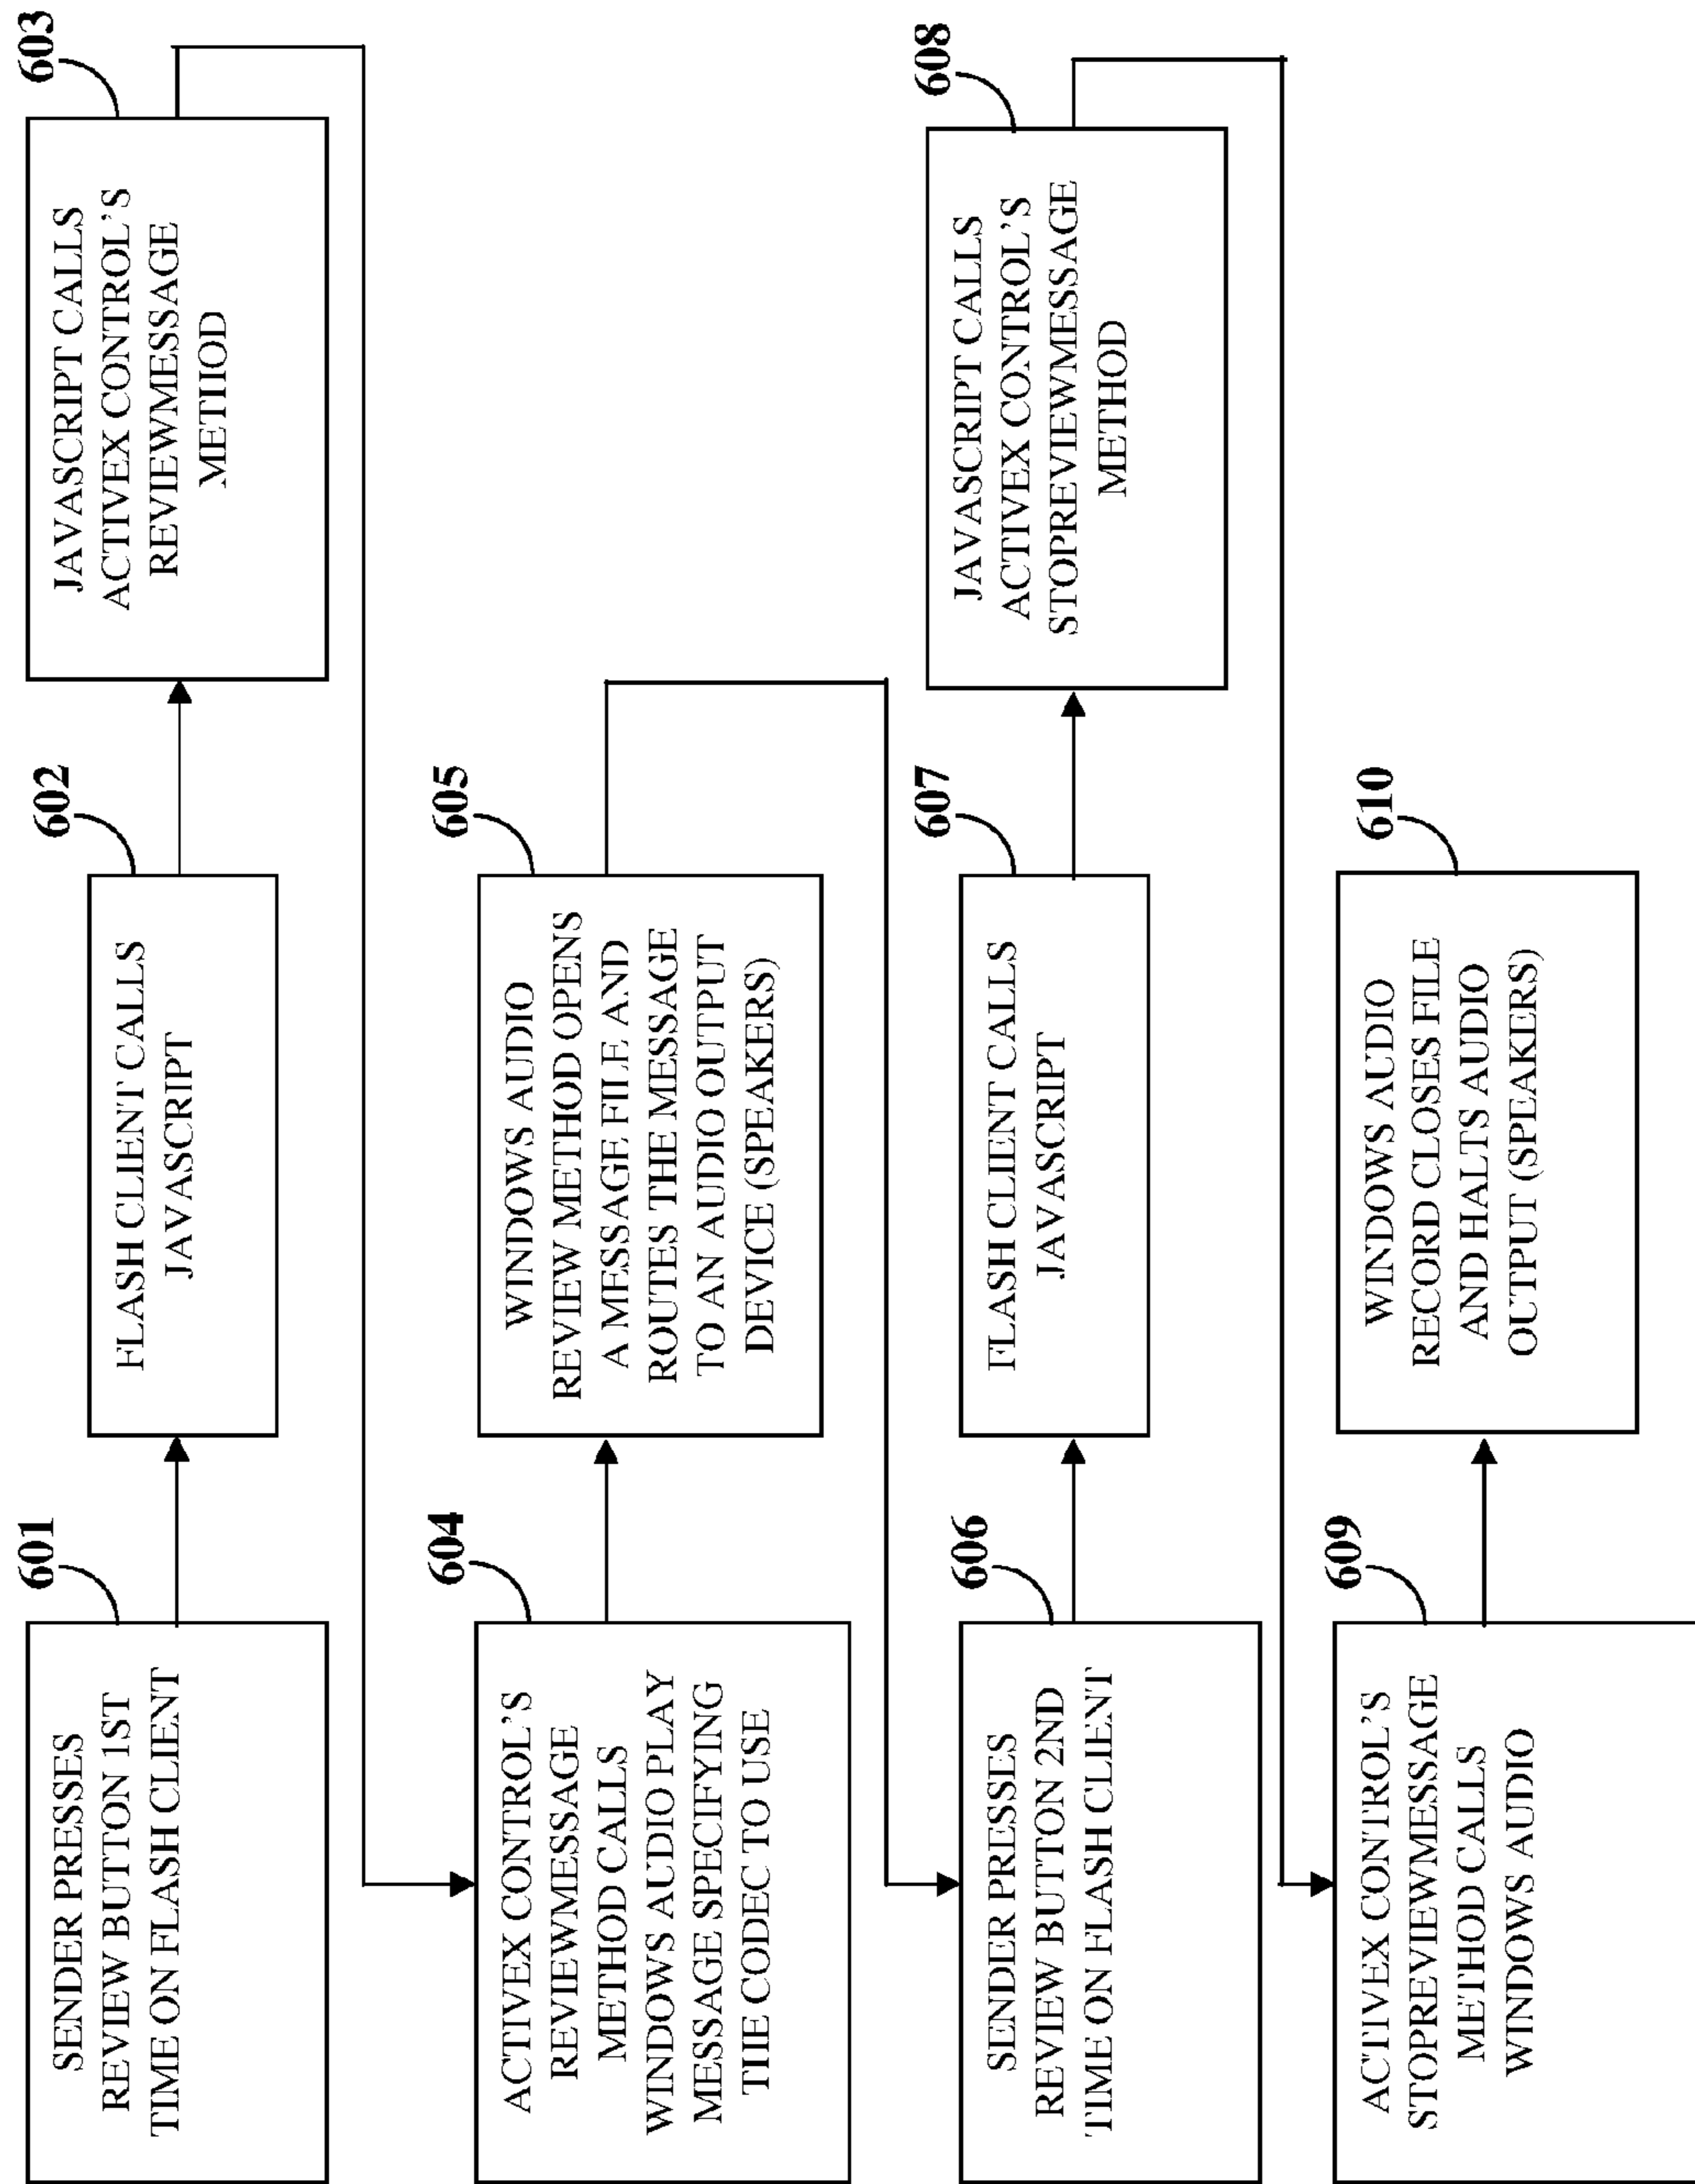 601
SENDER PRESSES
REVIEW BUTTON 1ST
TIME ON FLASH CLIENT
602
FLASH CLIENT CALLS
JAVASCRIPT
603
JAVASCRIPT CALLS
ACTIVEX CONTROL'S
REVIEWMESSAGE
METHOD
604
ACTIVEX CONTROL'S
REVIEWMESSAGE
METHOD CALLS
WINDOWS AUDIO PLAY
MESSAGE SPECIFYING
THE CODEC TO USE
605
WINDOWS AUDIO
REVIEW METHOD OPENS
A MESSAGE FILE AND
ROUTES THE MESSAGE
TO AN AUDIO OUTPUT
DEVICE (SPEAKERS)
606
SENDER PRESSES
REVIEW BUTTON 2ND
TIME ON FLASH CLIENT
607
FLASH CLIENT CALLS
JAVASCRIPT
608
JAVASCRIPT CALLS
ACTIVEX CONTROL'S
STOPREVIEWMESSAGE
METHOD
609
ACTIVEX CONTROL'S
STOPREVIEWMESSAGE
METHOD CALLS
WINDOWS AUDIO
610
WINDOWS AUDIO
RECORD CLOSES FILE
AND HALTS AUDIO
OUTPUT (SPEAKERS)